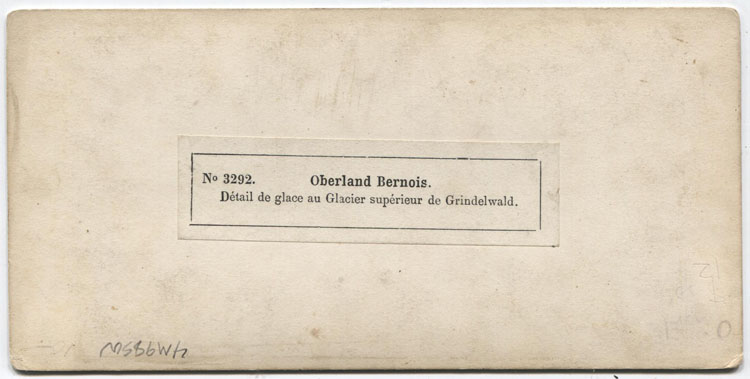 No 3292. Oberland Bernois.
Détail de glace au Glacier supérieur de Grindelwald.